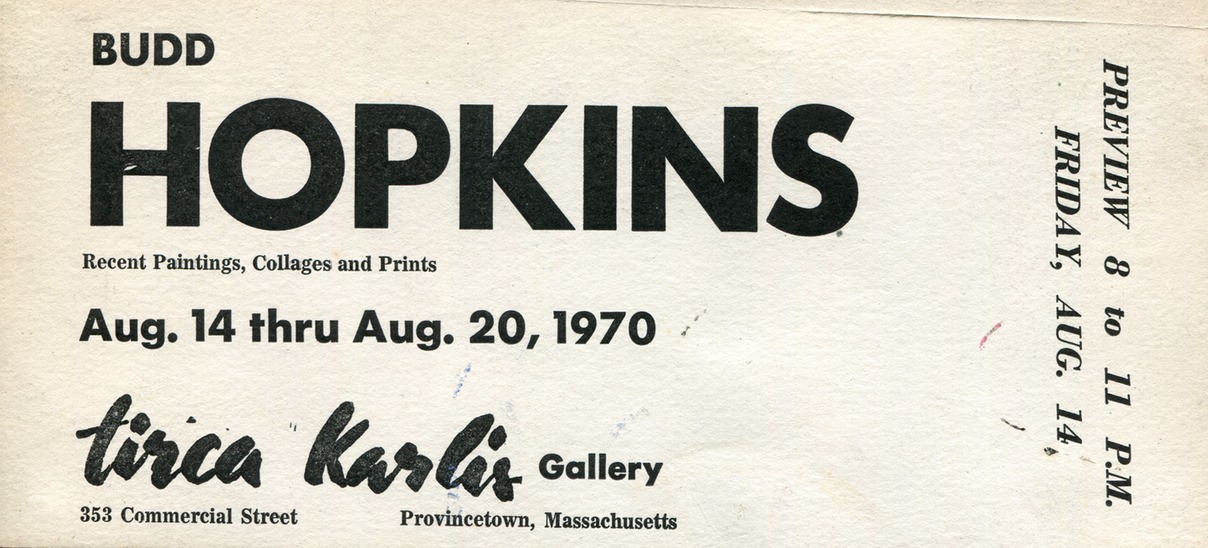 BUDD
HOPKINS
Recent Paintings, Collages and Prints
Aug. 14 thru Aug. 20, 1970
tirca Karlis Gallery
353 Commercial Street Provincetown, Massachusetts
PREVIEW 8 to 11 P.M.
FRIDAY, AUG. 14